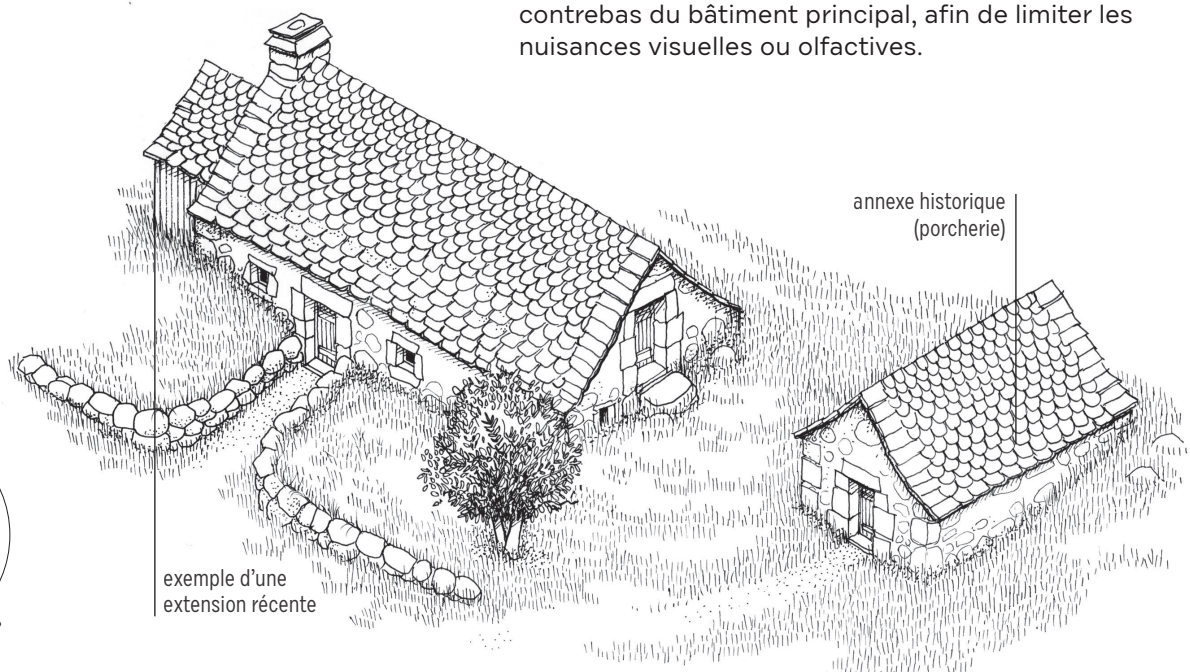 contrebas du bâtiment principal, afin de limiter les
nuisances visuelles ou olfactives.
annexe historique
(porcherie)
exemple d'une
extension récente